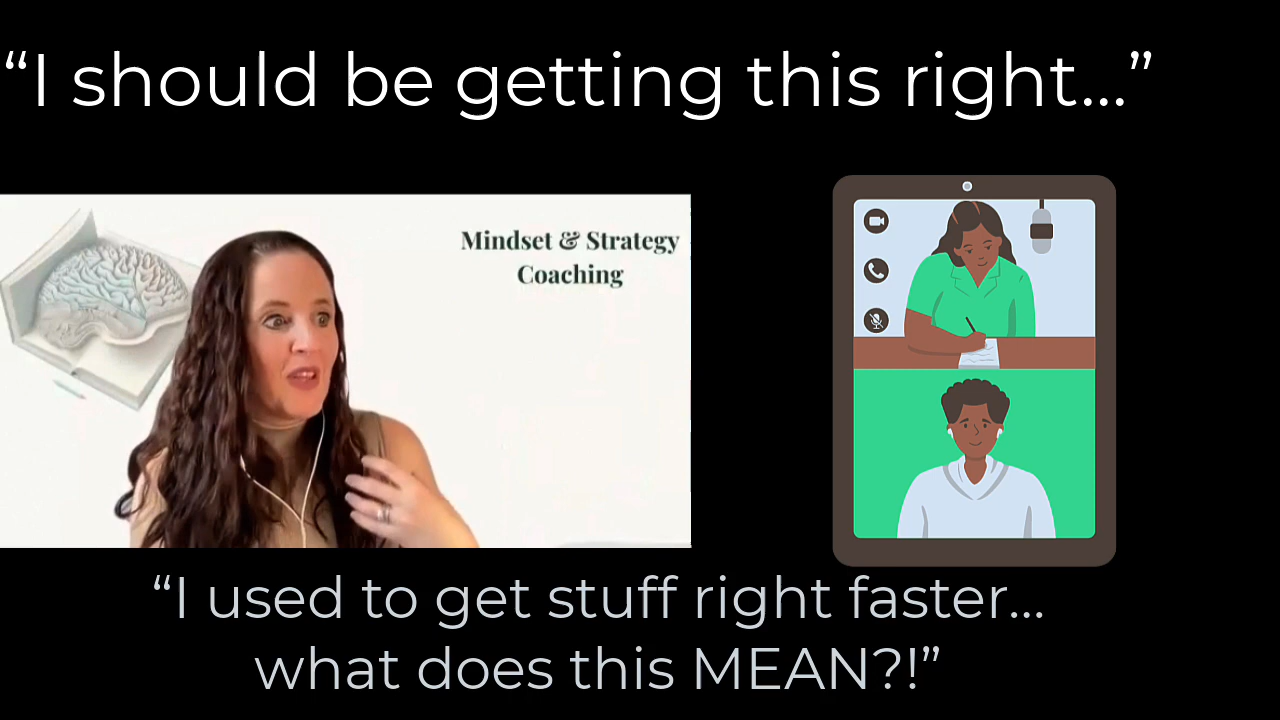 “I should be getting this right...”
Mindset & Strategy
Coaching
“I used to get stuff right faster...
what does this MEAN?!”